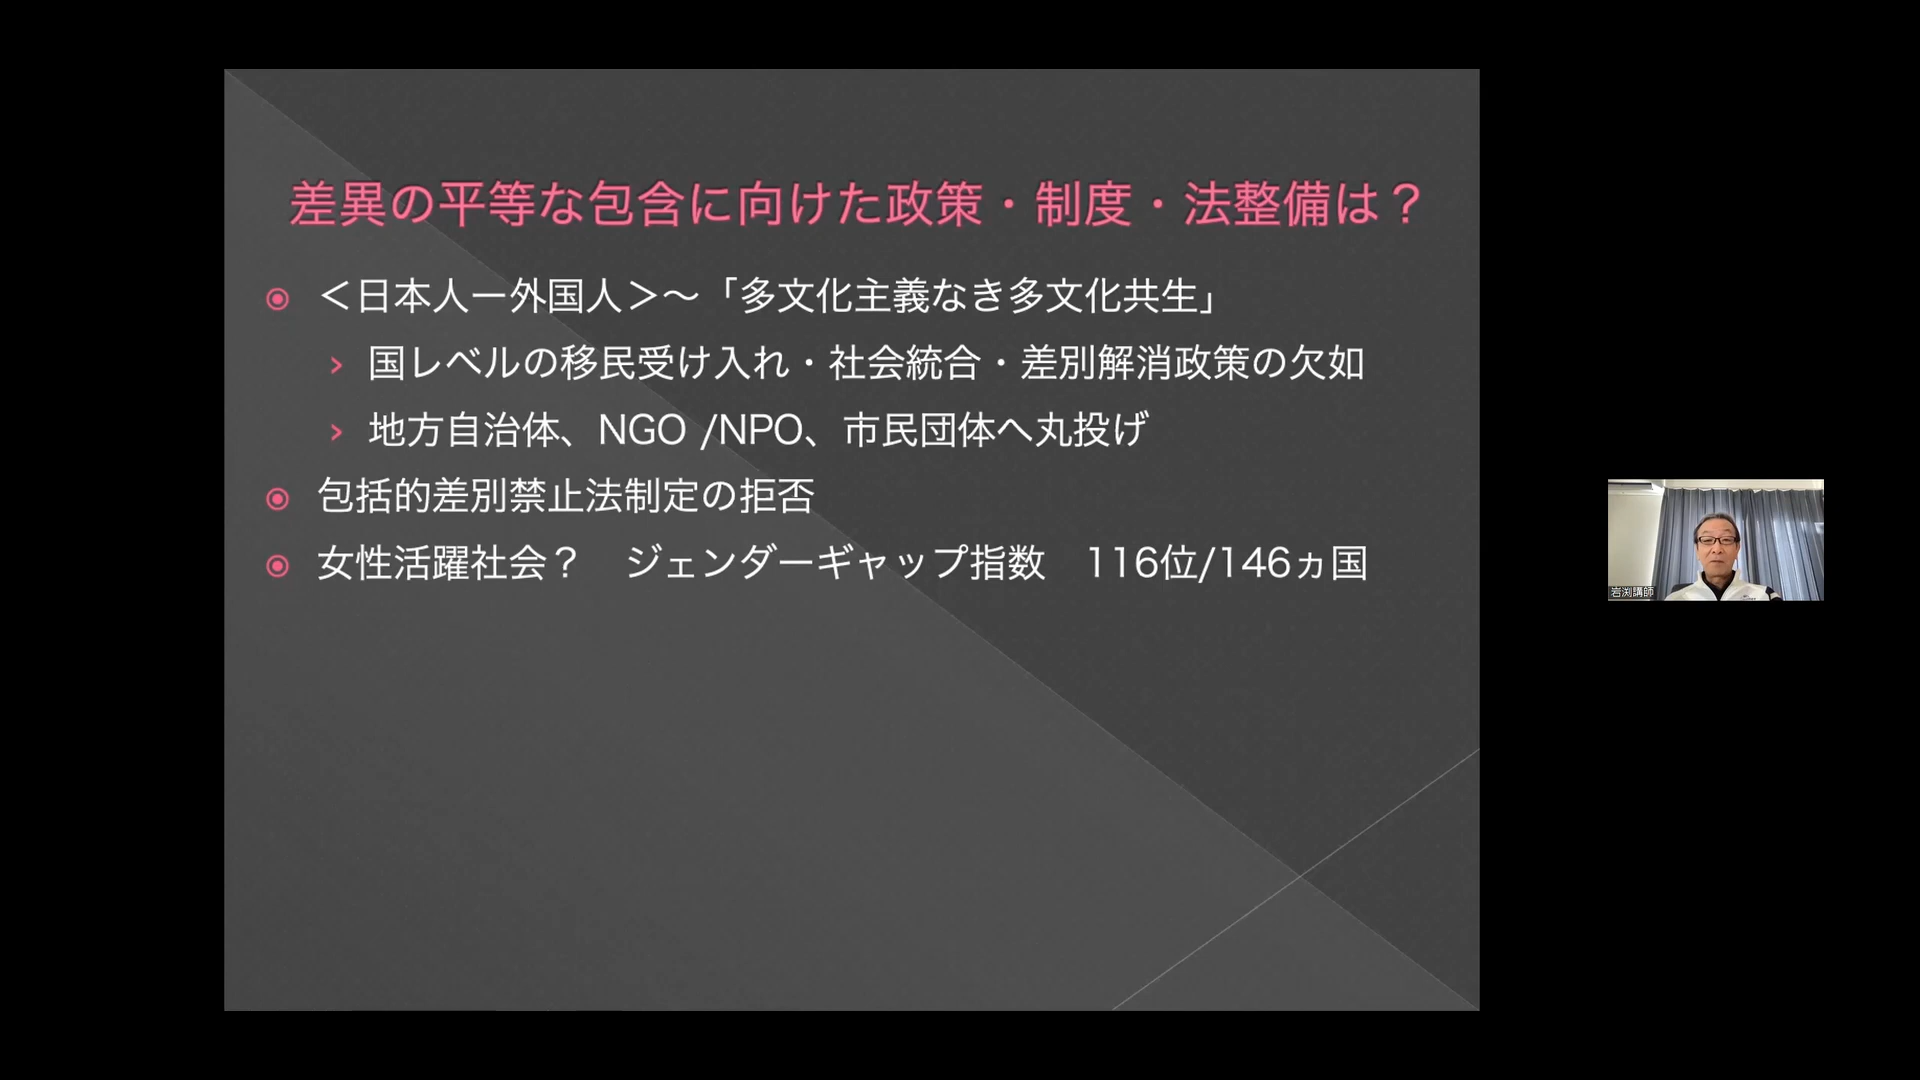 差異の平等な包含に向けた政策・制度・法整備は？
＜日本人ー外国人＞～「多文化主義なき多文化共生」
国レベルの移民受け入れ・社会統合・差別解消政策の欠如
地方自治体、NGO /NPO、市民団体へ丸投げ
包括的差別禁止法制定の拒否
女性活躍社会？　ジェンダーギャップ指数　116位/146ヵ国
岩渕講師